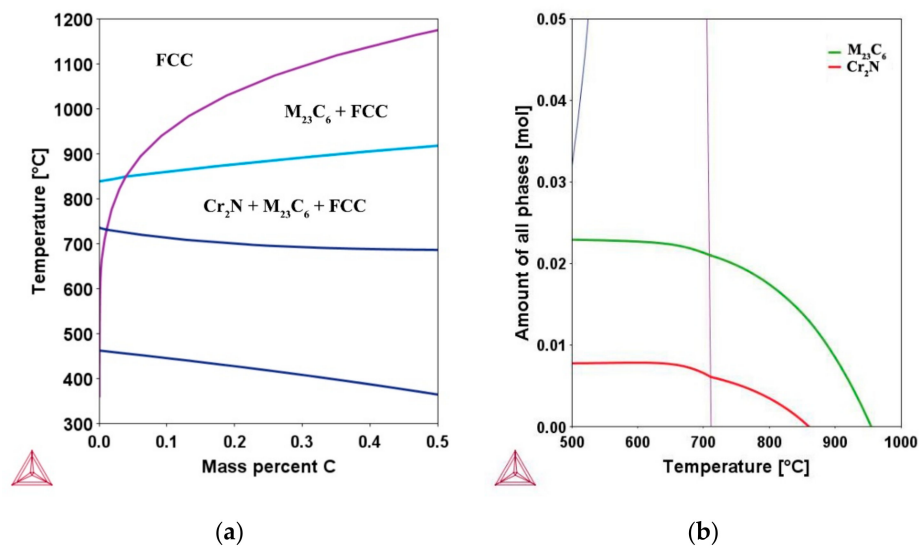 1200
1100
1000
900
800
700
600
500
400
300
Temperature [°C]
FCC
M₂₃C₆ + FCC
Cr₂N + M₂₃C₆ + FCC
0.0 0.1 0.2 0.3 0.4 0.5
Mass percent C
(a)
0.05
0.04
0.03
0.02
0.01
0.00
Amount of all phases [mol]
M₂₃C₆
Cr₂N
500 600 700 800 900 1000
Temperature [°C]
(b)